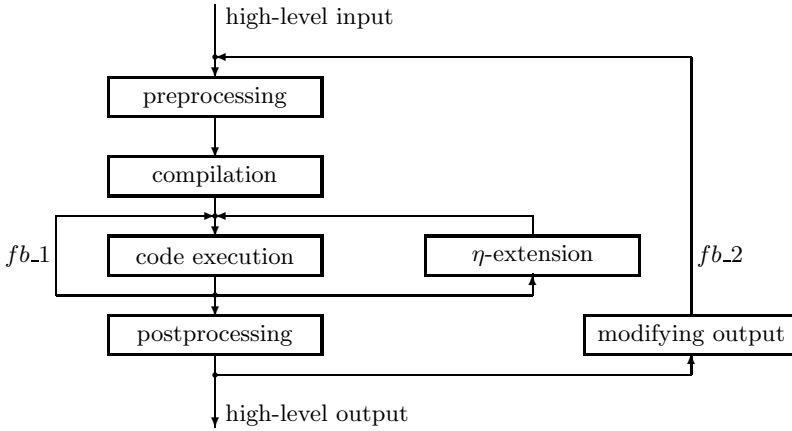 high-level input
preprocessing
compilation
fb_1
code execution
η-extension
fb_2
postprocessing
modifying output
high-level output